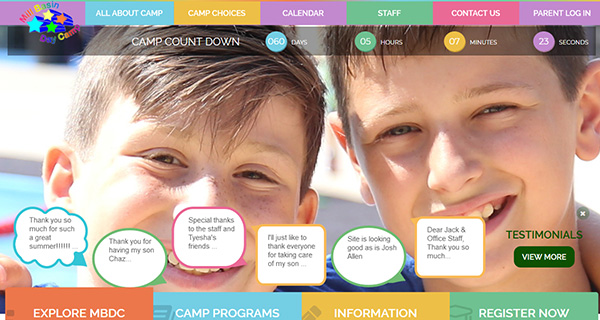 Mill Basin
Day Camp
ALL ABOUT CAMP
CAMP CHOICES
CALENDAR
STAFF
CONTACT US
PARENT LOG IN
CAMP COUNT DOWN
060 DAYS
05 HOURS
07 MINUTES
23 SECONDS
Thank you so
much for such
a great
summer!!!!!!! ...
Thank you for
having my son
Chaz...
Special thanks
to the staff and
Tyesha's
friends ...
I'll just like to
thank everyone
for taking care
of my son ...
Site is looking
good as is Josh
Allen
Dear Jack &
Office Staff,
Thank you so
much...
TESTIMONIALS
VIEW MORE
EXPLORE MBDC
CAMP PROGRAMS
INFORMATION
REGISTER NOW